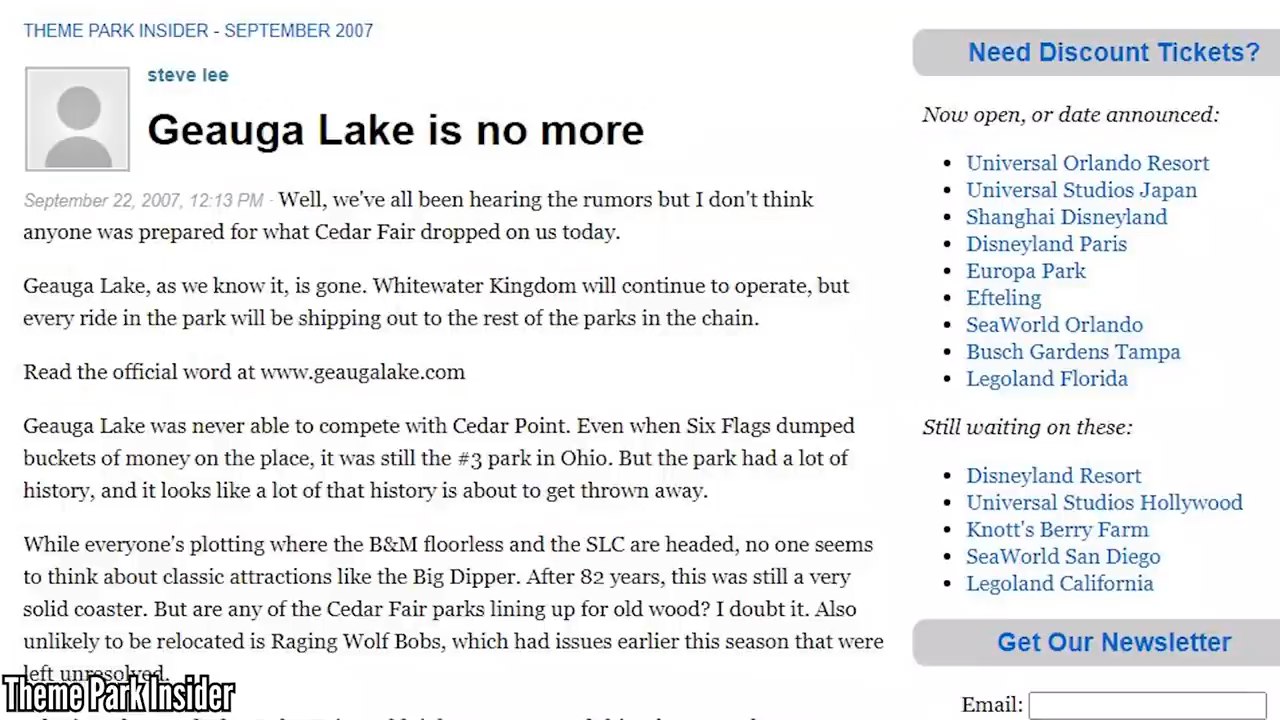 THEME PARK INSIDER - SEPTEMBER 2007
steve lee
Geauga Lake is no more
September 22, 2007, 12:13 PM · Well, we've all been hearing the rumors but I don't think
anyone was prepared for what Cedar Fair dropped on us today.
Geauga Lake, as we know it, is gone. Whitewater Kingdom will continue to operate, but
every ride in the park will be shipping out to the rest of the parks in the chain.
Read the official word at www.geaugalake.com
Geauga Lake was never able to compete with Cedar Point. Even when Six Flags dumped
buckets of money on the place, it was still the #3 park in Ohio. But the park had a lot of
history, and it looks like a lot of that history is about to get thrown away.
While everyone's plotting where the B&M floorless and the SLC are headed, no one seems
to think about classic attractions like the Big Dipper. After 82 years, this was still a very
solid coaster. But are any of the Cedar Fair parks lining up for old wood? I doubt it. Also
unlikely to be relocated is Raging Wolf Bobs, which had issues earlier this season that were
left unresolved.
Theme Park Insider
Need Discount Tickets?
Now open, or date announced:
Universal Orlando Resort
Universal Studios Japan
Shanghai Disneyland
Disneyland Paris
Europa Park
Efteling
SeaWorld Orlando
Busch Gardens Tampa
Legoland Florida
Still waiting on these:
Disneyland Resort
Universal Studios Hollywood
Knott's Berry Farm
SeaWorld San Diego
Legoland California
Get Our Newsletter
Email: